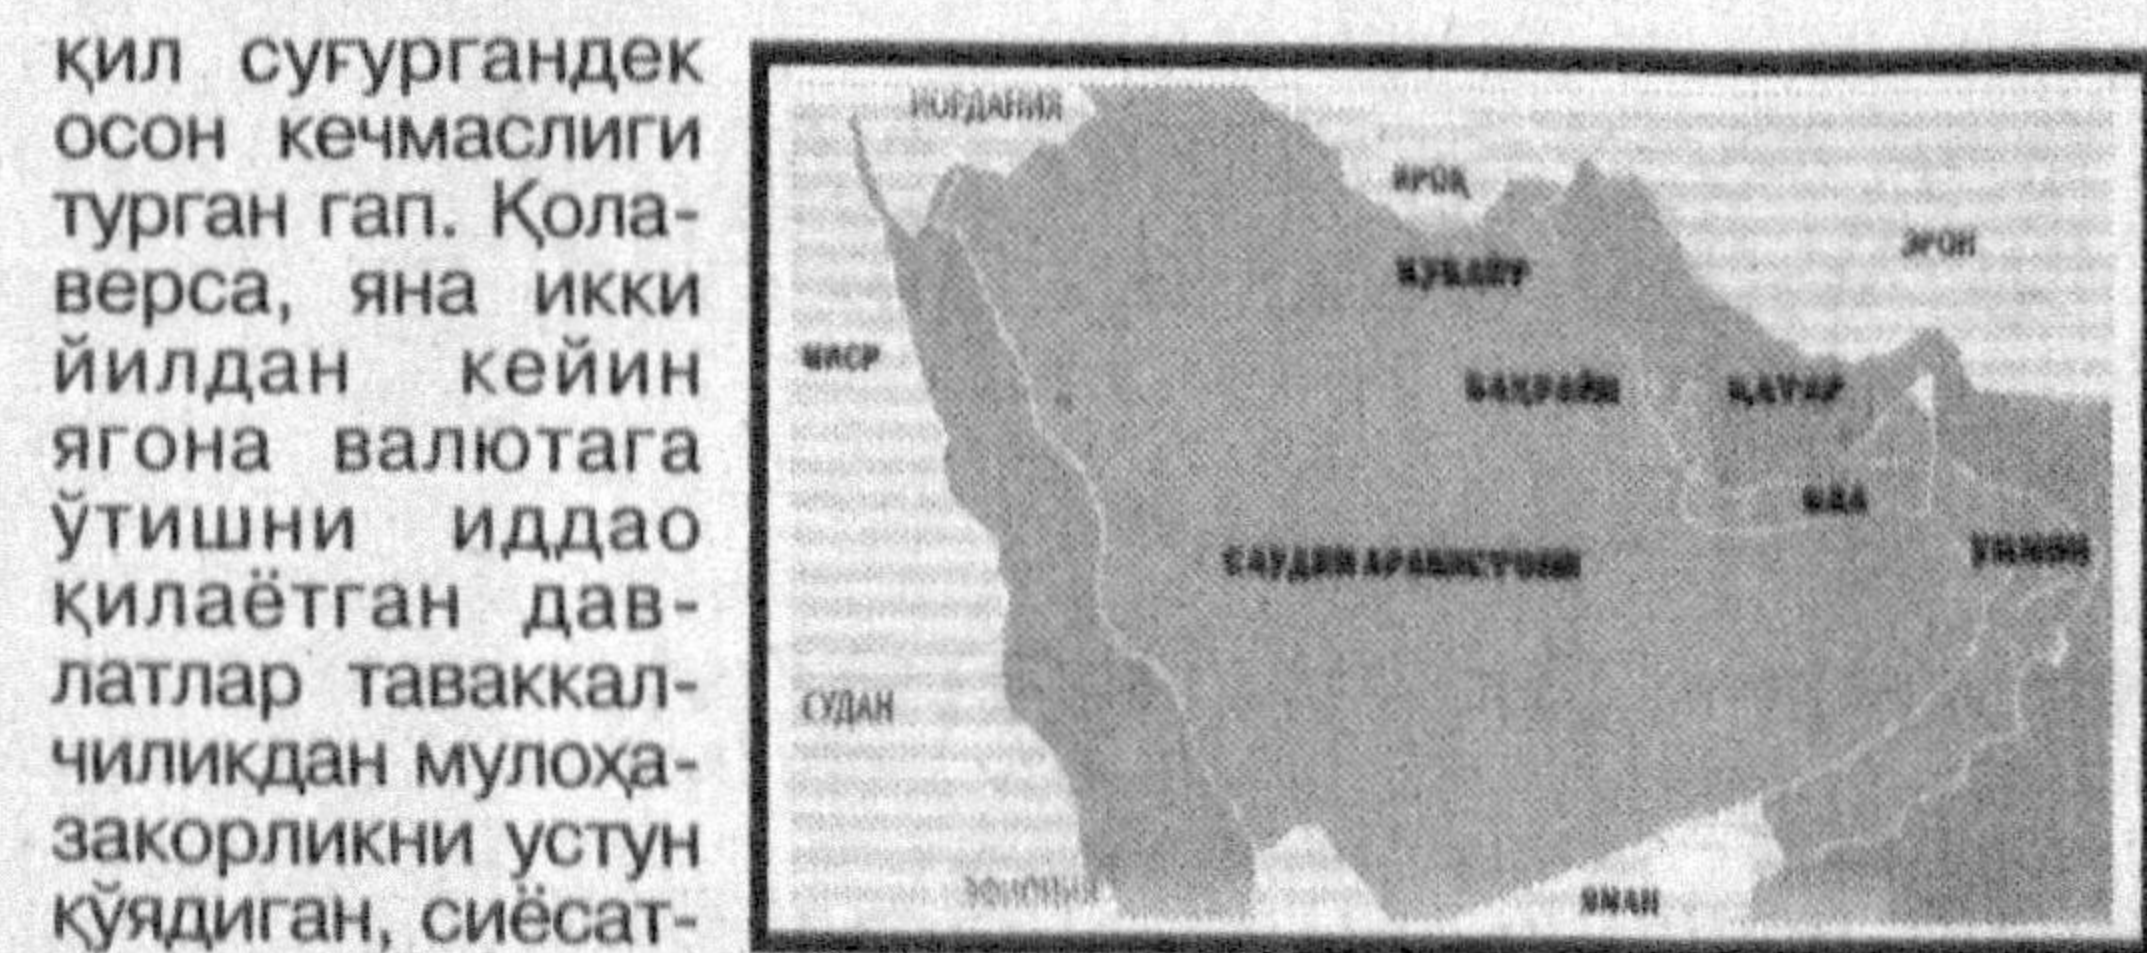 қил суғургандек
осон кечмаслиги
турган гап. Қола-
верса, яна икки
йилдан кейин
ягона валютага
ўтишни иддао
қилаётган дав-
латлар таваккал-
чиликдан мулоҳа-
закорликни устун
қўядиган, сиёсат-
ИОРДАНИЯ
ИРОҚ
ЭРОН
ҚУВАЙТ
МИСР
БАҲРАЙН
ҚАТАР
БАА
УММОН
САУДИЯ АРАБИСТОНИ
СУДАН
ЯМАН